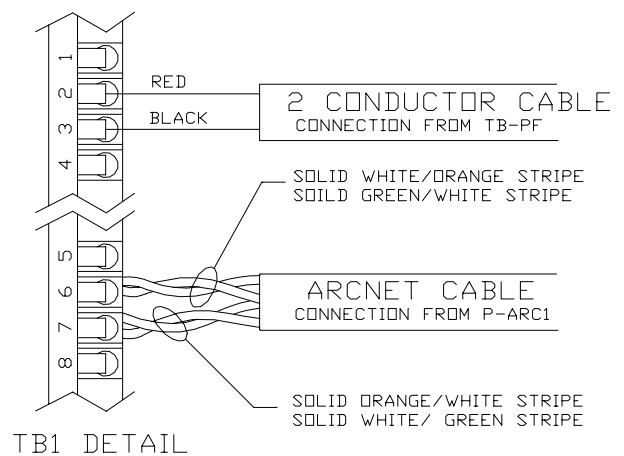 1
2
3
4
RED
BLACK
2 CONDUCTOR CABLE
CONNECTION FROM TB-PF
SOLID WHITE/ORANGE STRIPE
SOILD GREEN/WHITE STRIPE
5
6
7
8
ARCNET CABLE
CONNECTION FROM P-ARC1
SOLID ORANGE/WHITE STRIPE
SOLID WHITE/ GREEN STRIPE
TB1 DETAIL